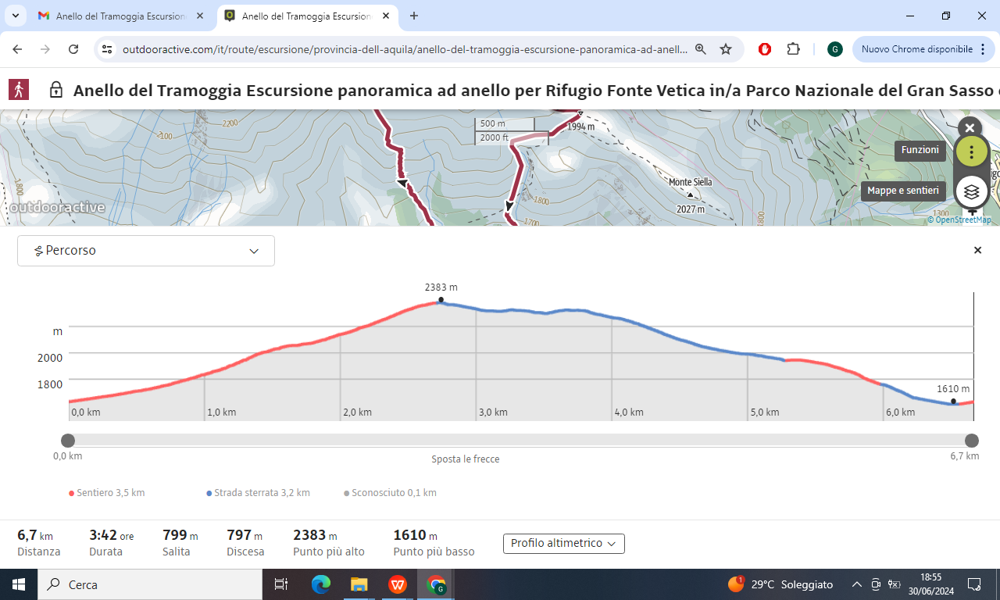 Anello del Tramoggia Escursion
Anello del Tramoggia Escursione
outdooractive.com/it/route/escursione/provincia-dell-aquila/anello-del-tramoggia-escursione-panoramica-ad-anell...
G
Nuovo Chrome disponibile
Anello del Tramoggia Escursione panoramica ad anello per Rifugio Fonte Vetica in/a Parco Nazionale del Gran Sasso
2200
2100
1800
500 m
2000 ft
1994 m
Monte Siella
2027 m
1800
1700
1800
1300
Funzioni
Mappe e sentieri
outdooractive
© OpenStreetMap
Percorso
2383 m
m
2000
1800
1610 m
0,0 km
1,0 km
2,0 km
3,0 km
4,0 km
5,0 km
6,0 km
0,0 km
Sposta le frecce
6,7 km
Sentiero 3,5 km
Strada sterrata 3,2 km
Sconosciuto 0,1 km
6,7 km
Distanza
3:42 ore
Durata
799 m
Salita
797 m
Discesa
2383 m
Punto più alto
1610 m
Punto più basso
Profilo altimetrico
Cerca
1
29°C Soleggiato
18:55
30/06/2024